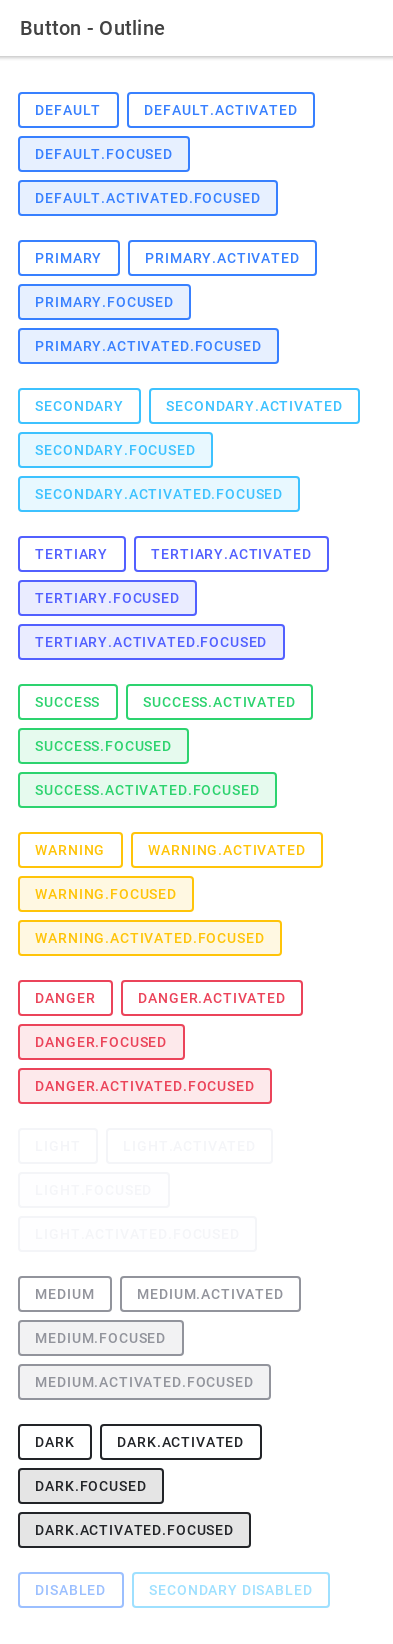 Button - Outline
DEFAULT DEFAULT.ACTIVATED
DEFAULT.FOCUSED
DEFAULT.ACTIVATED.FOCUSED
PRIMARY PRIMARY.ACTIVATED
PRIMARY.FOCUSED
PRIMARY.ACTIVATED.FOCUSED
SECONDARY SECONDARY.ACTIVATED
SECONDARY.FOCUSED
SECONDARY.ACTIVATED.FOCUSED
TERTIARY TERTIARY.ACTIVATED
TERTIARY.FOCUSED
TERTIARY.ACTIVATED.FOCUSED
SUCCESS SUCCESS.ACTIVATED
SUCCESS.FOCUSED
SUCCESS.ACTIVATED.FOCUSED
WARNING WARNING.ACTIVATED
WARNING.FOCUSED
WARNING.ACTIVATED.FOCUSED
DANGER DANGER.ACTIVATED
DANGER.FOCUSED
DANGER.ACTIVATED.FOCUSED
LIGHT LIGHT.ACTIVATED
LIGHT.FOCUSED
LIGHT.ACTIVATED.FOCUSED
MEDIUM MEDIUM.ACTIVATED
MEDIUM.FOCUSED
MEDIUM.ACTIVATED.FOCUSED
DARK DARK.ACTIVATED
DARK.FOCUSED
DARK.ACTIVATED.FOCUSED
DISABLED SECONDARY DISABLED